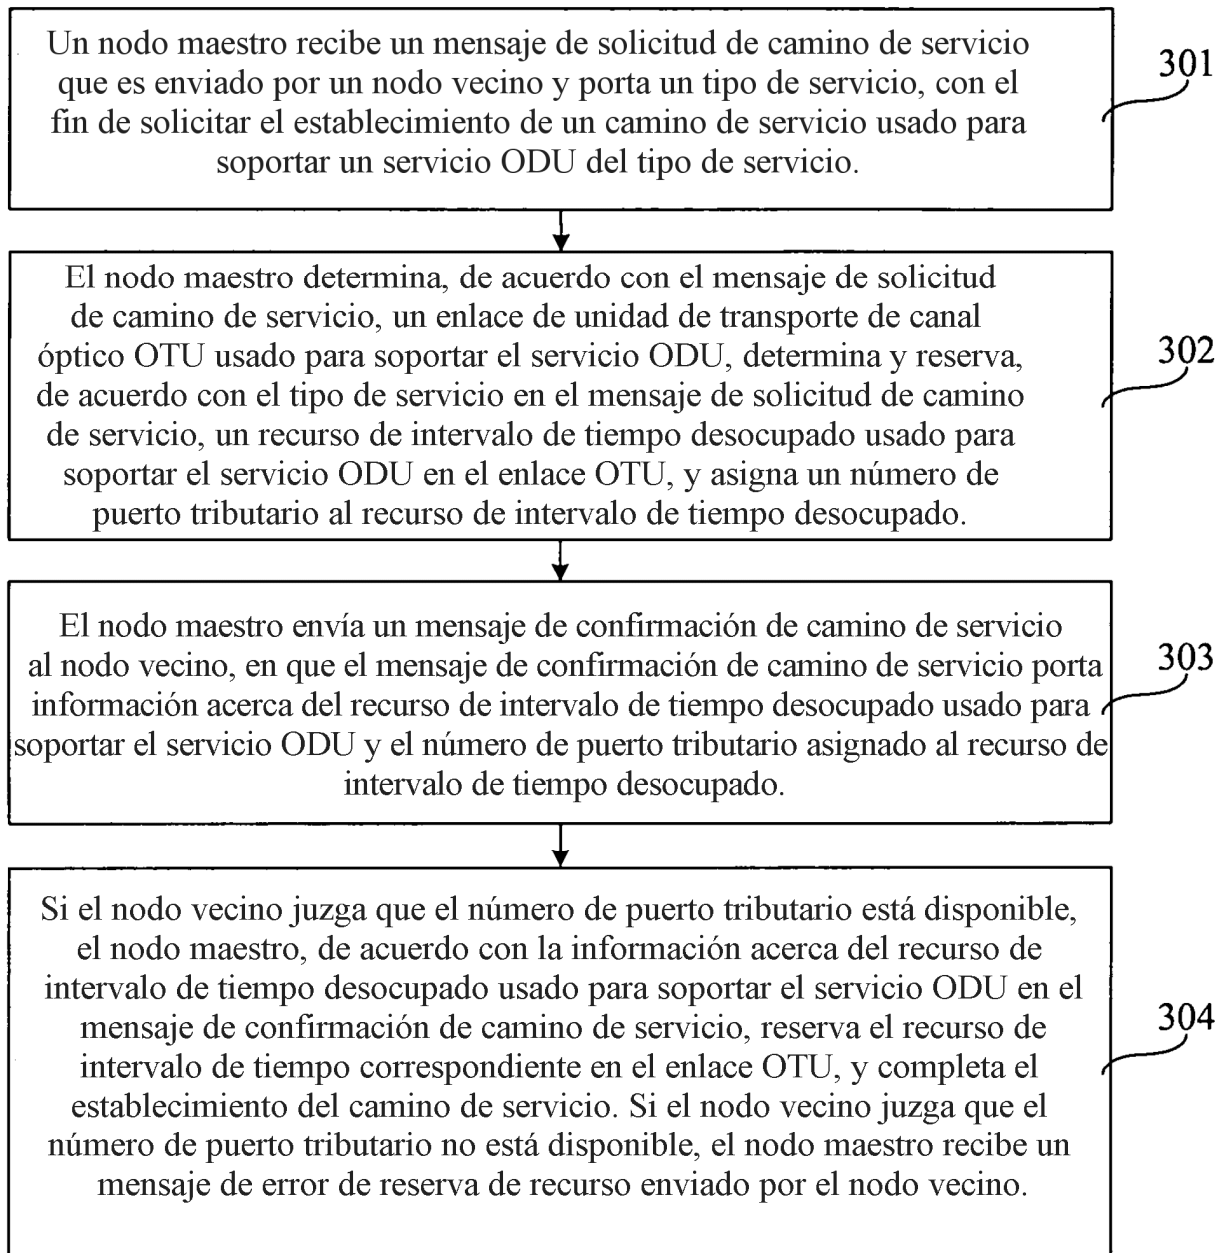 Un nodo maestro recibe un mensaje de solicitud de camino de servicio
que es enviado por un nodo vecino y porta un tipo de servicio, con el
fin de solicitar el establecimiento de un camino de servicio usado para
soportar un servicio ODU del tipo de servicio.
301
El nodo maestro determina, de acuerdo con el mensaje de solicitud
de camino de servicio, un enlace de unidad de transporte de canal
óptico OTU usado para soportar el servicio ODU, determina y reserva,
de acuerdo con el tipo de servicio en el mensaje de solicitud de camino
de servicio, un recurso de intervalo de tiempo desocupado usado para
soportar el servicio ODU en el enlace OTU, y asigna un número de
puerto tributario al recurso de intervalo de tiempo desocupado.
302
El nodo maestro envía un mensaje de confirmación de camino de servicio
al nodo vecino, en que el mensaje de confirmación de camino de servicio porta
información acerca del recurso de intervalo de tiempo desocupado usado para
soportar el servicio ODU y el número de puerto tributario asignado al recurso de
intervalo de tiempo desocupado.
303
Si el nodo vecino juzga que el número de puerto tributario está disponible,
el nodo maestro, de acuerdo con la información acerca del recurso de
intervalo de tiempo desocupado usado para soportar el servicio ODU en el
mensaje de confirmación de camino de servicio, reserva el recurso de
intervalo de tiempo correspondiente en el enlace OTU, y completa el
establecimiento del camino de servicio. Si el nodo vecino juzga que el
número de puerto tributario no está disponible, el nodo maestro recibe un
mensaje de error de reserva de recurso enviado por el nodo vecino.
304